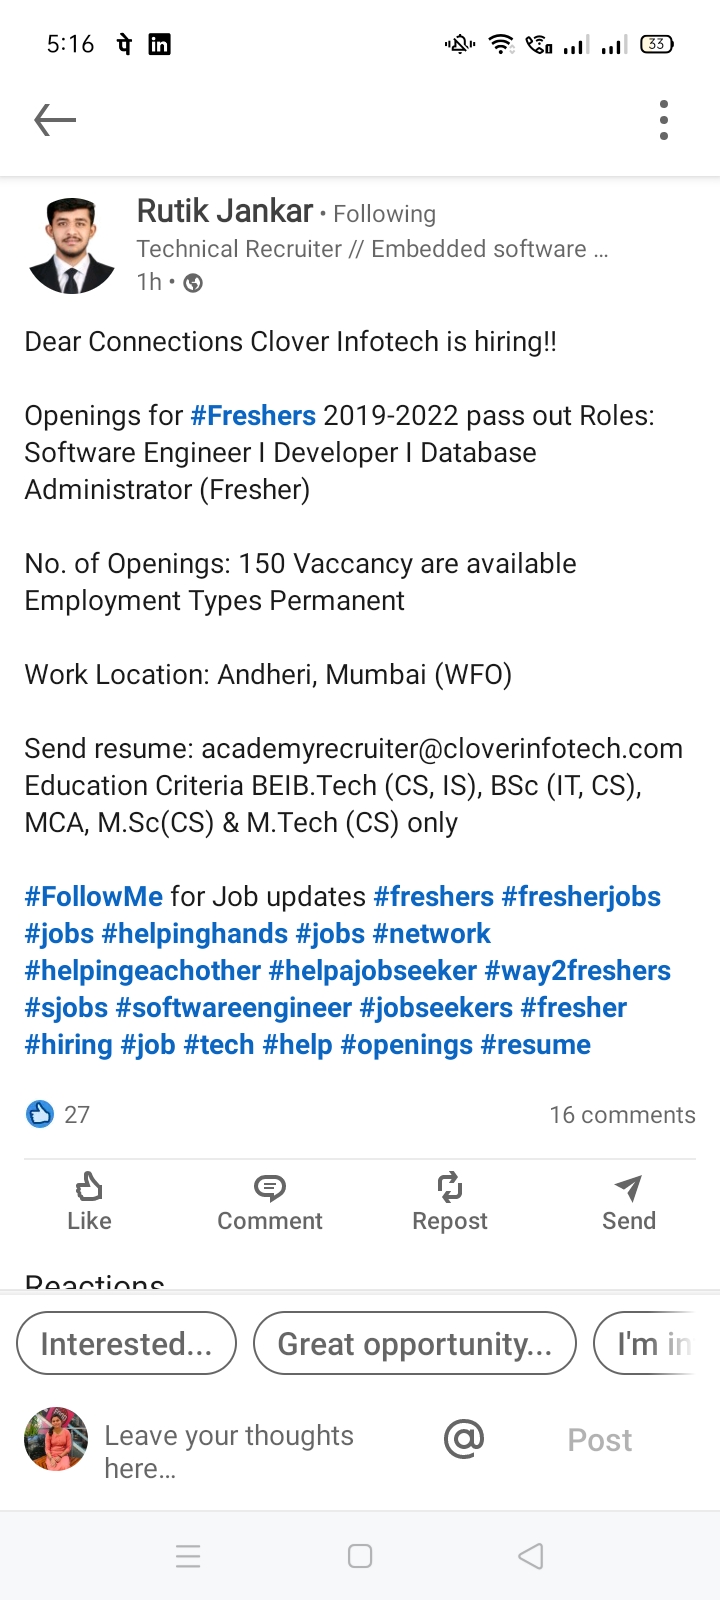 5:16 पे in 33
Rutik Jankar • Following
Technical Recruiter // Embedded software ...
1h •
Dear Connections Clover Infotech is hiring!!
Openings for #Freshers 2019-2022 pass out Roles:
Software Engineer I Developer I Database
Administrator (Fresher)
No. of Openings: 150 Vaccancy are available
Employment Types Permanent
Work Location: Andheri, Mumbai (WFO)
Send resume: academyrecruiter@cloverinfotech.com
Education Criteria BEIB.Tech (CS, IS), BSc (IT, CS),
MCA, M.Sc(CS) & M.Tech (CS) only
#FollowMe for Job updates #freshers #fresherjobs
#jobs #helpinghands #jobs #network
#helpingeachother #helpajobseeker #way2freshers
#sjobs #softwareengineer #jobseekers #fresher
#hiring #job #tech #help #openings #resume
27 16 comments
Like Comment Repost Send
Reactions
Interested... Great opportunity... I'm in
Leave your thoughts
here... @ Post